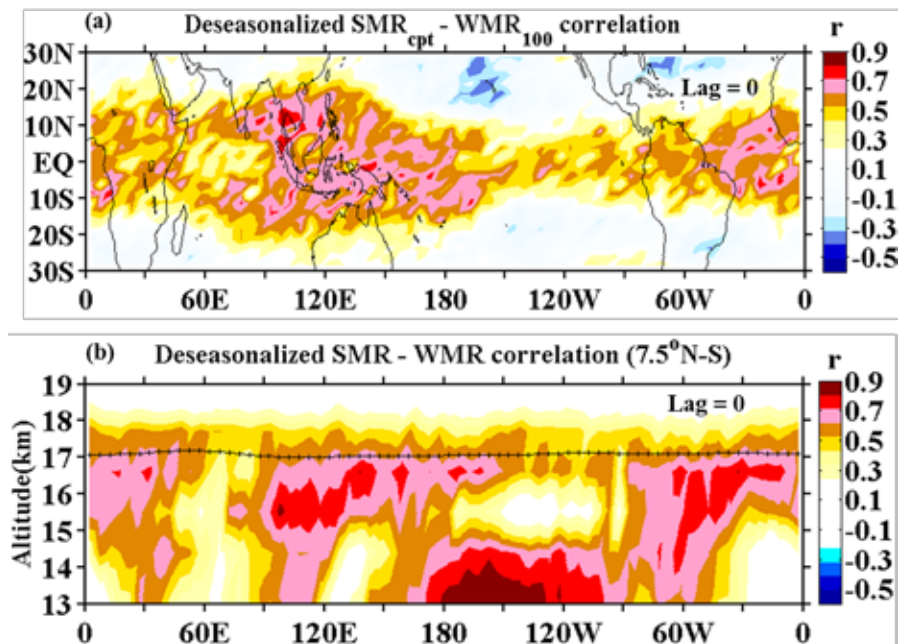 (a) Deseasonalized SMRcpt - WMR100 correlation
r
30N
20N
10N
EQ
10S
20S
30S
Lag = 0
0.9
0.7
0.5
0.3
0.1
-0.1
-0.3
-0.5
0 60E 120E 180 120W 60W 0
(b) Deseasonalized SMR - WMR correlation (7.5°N-S)
r
Altitude(km)
19
18
17
16
15
14
13
Lag = 0
0.9
0.7
0.5
0.3
0.1
-0.1
-0.3
-0.5
0 60E 120E 180 120W 60W 0